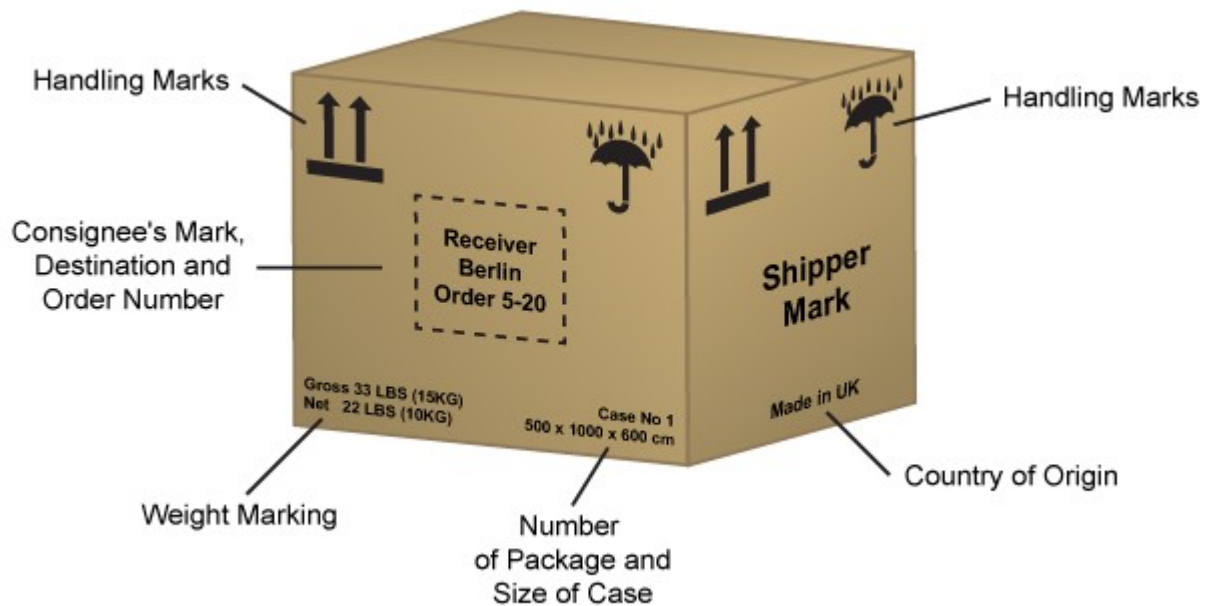 Handling Marks
Handling Marks
Consignee's Mark,
Destination and
Order Number
Receiver
Berlin
Order 5-20
Shipper
Mark
Gross 33 LBS (15KG)
Net 22 LBS (10KG)
Case No 1
500 x 1000 x 600 cm
Made in UK
Weight Marking
Number
of Package and
Size of Case
Country of Origin